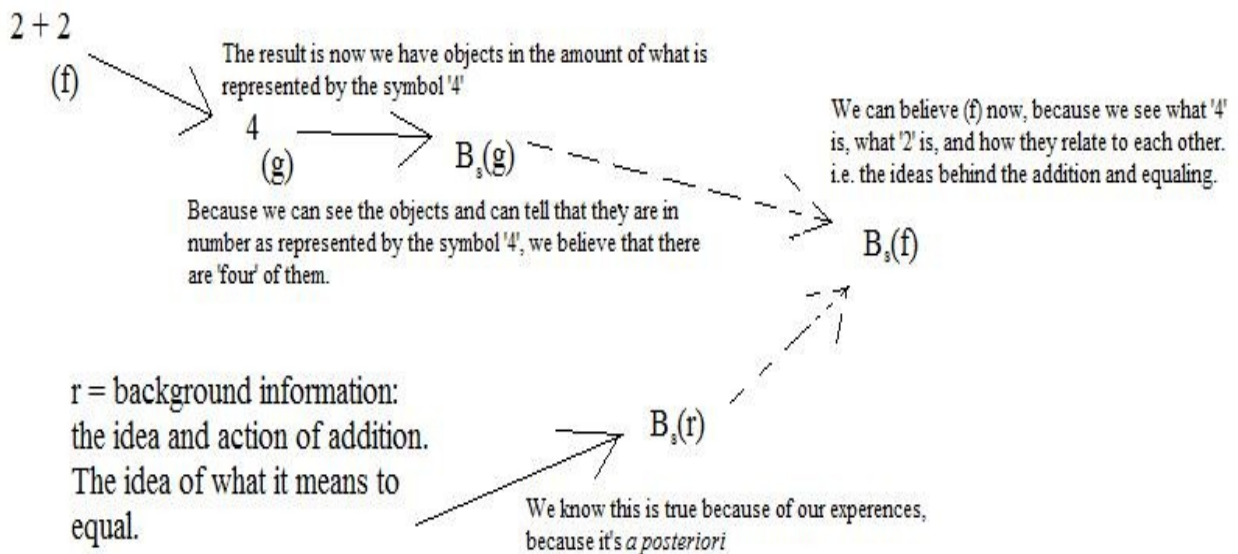 2 + 2
(f)
The result is now we have objects in the amount of what is
represented by the symbol '4'
4
(g)
Bs(g)
Because we can see the objects and can tell that they are in
number as represented by the symbol '4', we believe that there
are 'four' of them.
We can believe (f) now, because we see what '4'
is, what '2' is, and how they relate to each other.
i.e. the ideas behind the addition and equaling.
Bs(f)
r = background information:
the idea and action of addition.
The idea of what it means to
equal.
Bs(r)
We know this is true because of our experences,
because it's a posteriori